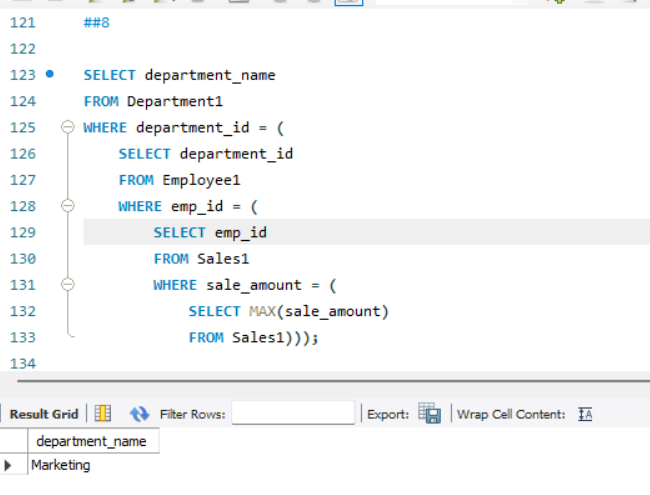 121 ##8
122
123 SELECT department_name
124 FROM Department1
125 WHERE department_id = (
126 SELECT department_id
127 FROM Employee1
128 WHERE emp_id = (
129 SELECT emp_id
130 FROM Sales1
131 WHERE sale_amount = (
132 SELECT MAX(sale_amount)
133 FROM Sales1)));
134
Result Grid Filter Rows: Export: Wrap Cell Content: IA
department_name
Marketing